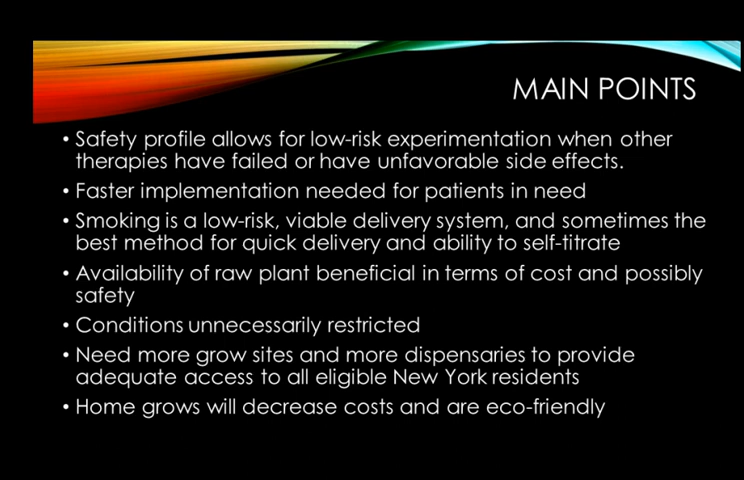 MAIN POINTS
• Safety profile allows for low-risk experimentation when other
therapies have failed or have unfavorable side effects.
• Faster implementation needed for patients in need
• Smoking is a low-risk, viable delivery system, and sometimes the
best method for quick delivery and ability to self-titrate
• Availability of raw plant beneficial in terms of cost and possibly
safety
• Conditions unnecessarily restricted
• Need more grow sites and more dispensaries to provide
adequate access to all eligible New York residents
• Home grows will decrease costs and are eco-friendly